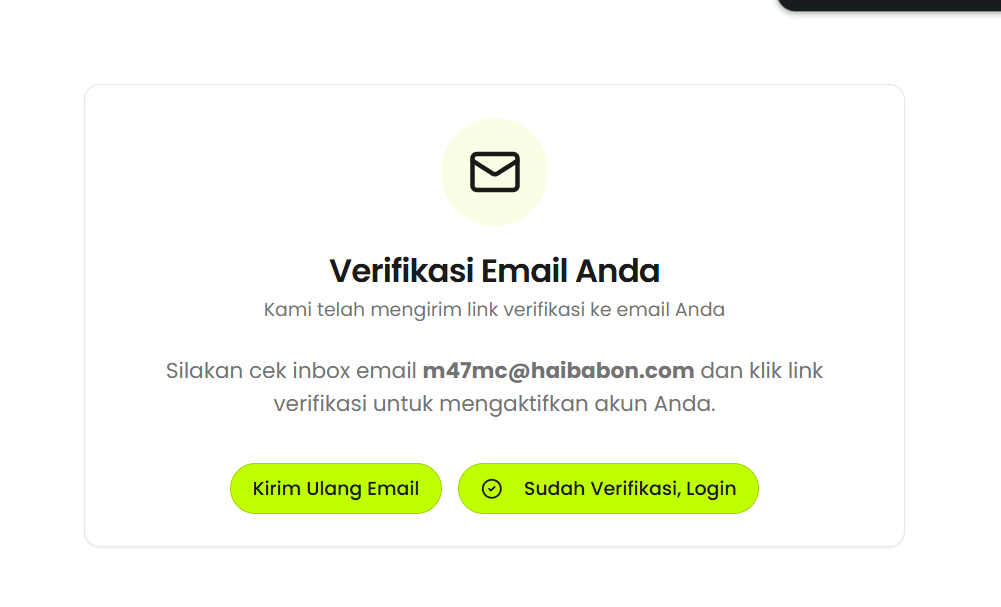 Verifikasi Email Anda
Kami telah mengirim link verifikasi ke email Anda
Silakan cek inbox email m47mc@haibabon.com dan klik link
verifikasi untuk mengaktifkan akun Anda.
Kirim Ulang Email
Sudah Verifikasi, Login